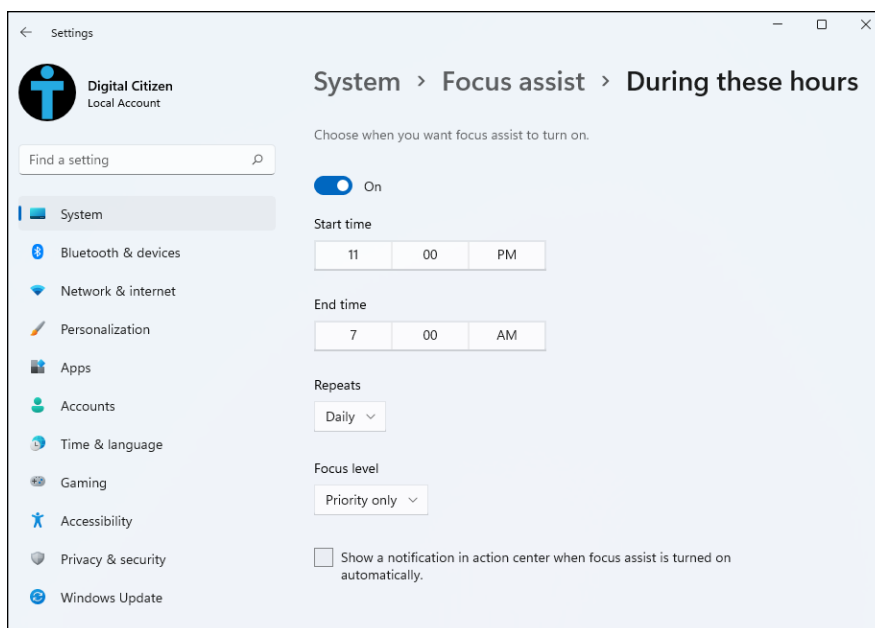 Settings
Digital Citizen
Local Account
Find a setting
System
Bluetooth & devices
Network & internet
Personalization
Apps
Accounts
Time & language
Gaming
Accessibility
Privacy & security
Windows Update
System > Focus assist > During these hours
Choose when you want focus assist to turn on.
On
Start time
11 00 PM
End time
7 00 AM
Repeats
Daily
Focus level
Priority only
Show a notification in action center when focus assist is turned on
automatically.